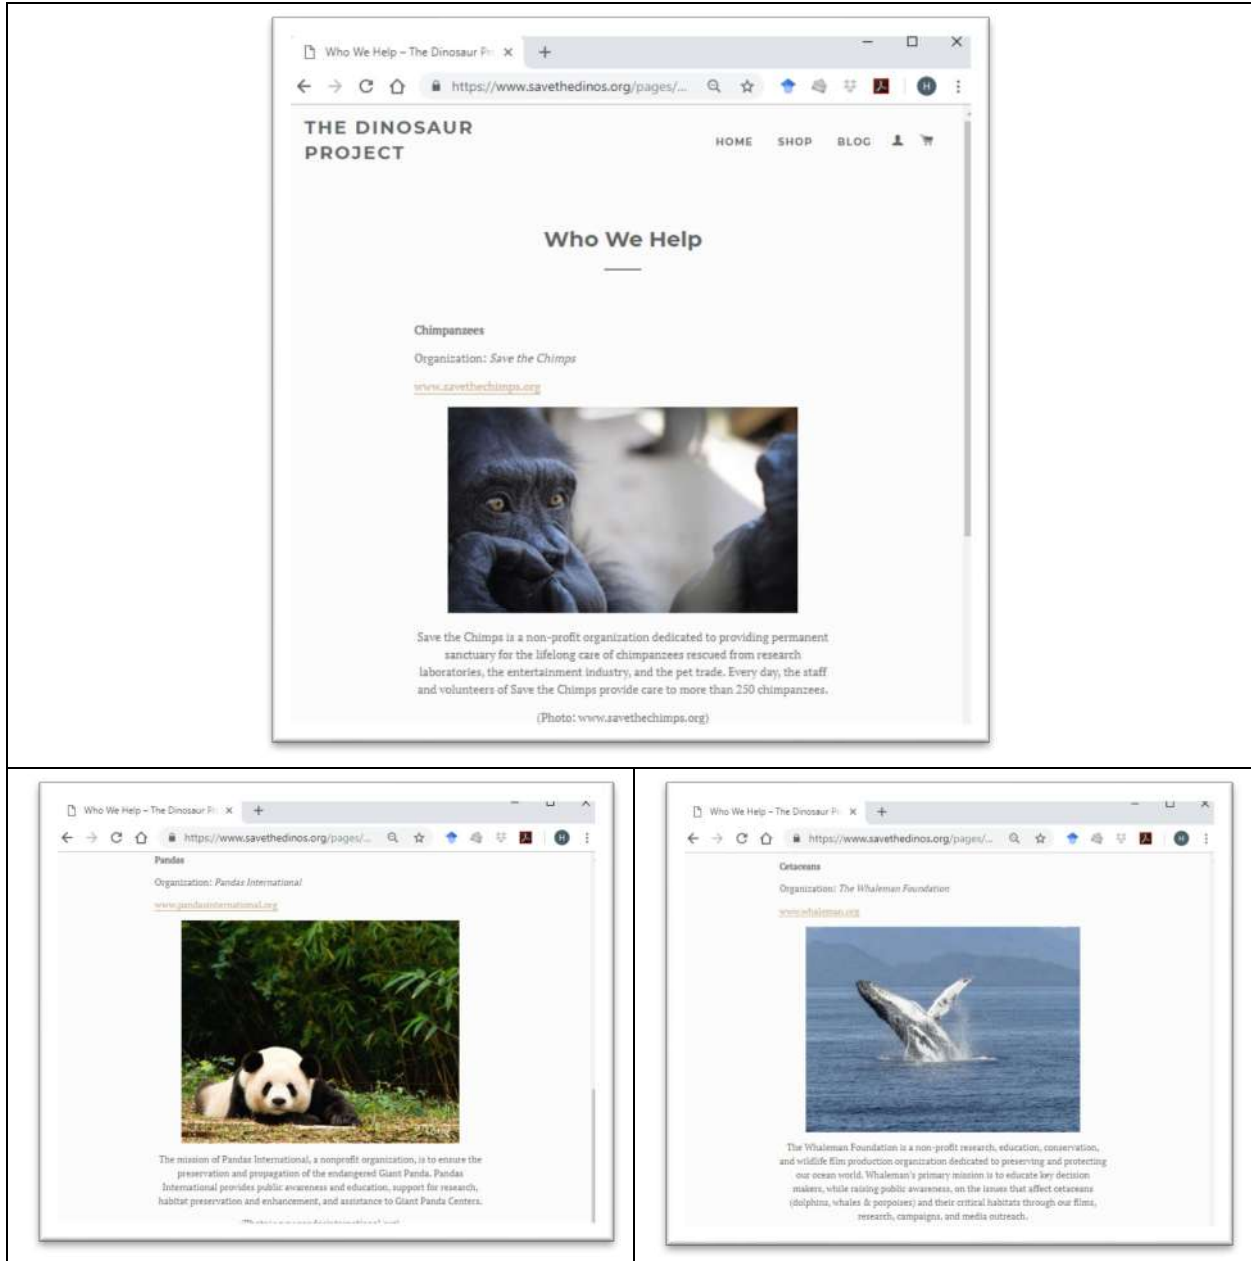 Who We Help – The Dinosaur Pr
https://www.savethedinos.org/pages/...
H
THE DINOSAUR
PROJECT
HOME SHOP BLOG
Who We Help
Chimpanzees
Organization: Save the Chimps
www.savethechimps.org
Save the Chimps is a non-profit organization dedicated to providing permanent
sanctuary for the lifelong care of chimpanzees rescued from research
laboratories, the entertainment industry, and the pet trade. Every day, the staff
and volunteers of Save the Chimps provide care to more than 250 chimpanzees.
(Photo: www.savethechimps.org)
Who We Help – The Dinosaur Pr
https://www.savethedinos.org/pages/...
H
Pandas
Organization: Pandas International
www.pandasinternational.org
The mission of Pandas International, a nonprofit organization, is to ensure the
preservation and propagation of the endangered Giant Panda. Pandas
International provides public awareness and education, support for research,
habitat preservation and enhancement, and assistance to Giant Panda Centers.
Who We Help – The Dinosaur Pr
https://www.savethedinos.org/pages/...
H
Cetaceans
Organization: The Whaleman Foundation
www.whaleman.org
The Whaleman Foundation is a non-profit research, education, conservation,
and wildlife film production organization dedicated to preserving and protecting
our ocean world. Whaleman's primary mission is to educate key decision
makers, while raising public awareness, on the issues that affect cetaceans
(dolphins, whales & porpoises) and their critical habitats through our films,
research, campaigns, and media outreach.